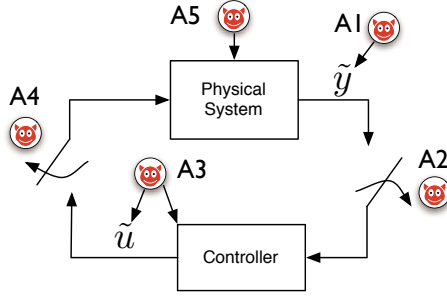 A5
A1
Physical
System
ỹ
A4
A2
A3
ũ
Controller